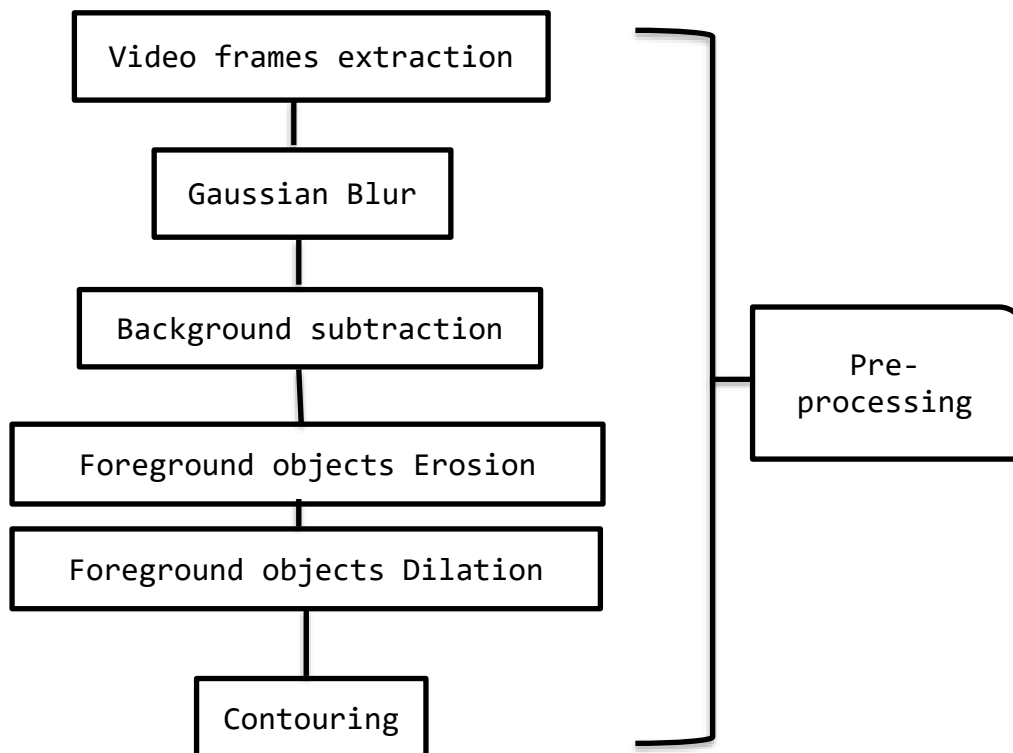 Video frames extraction
Gaussian Blur
Background subtraction
Foreground objects Erosion
Foreground objects Dilation
Contouring
Pre-
processing